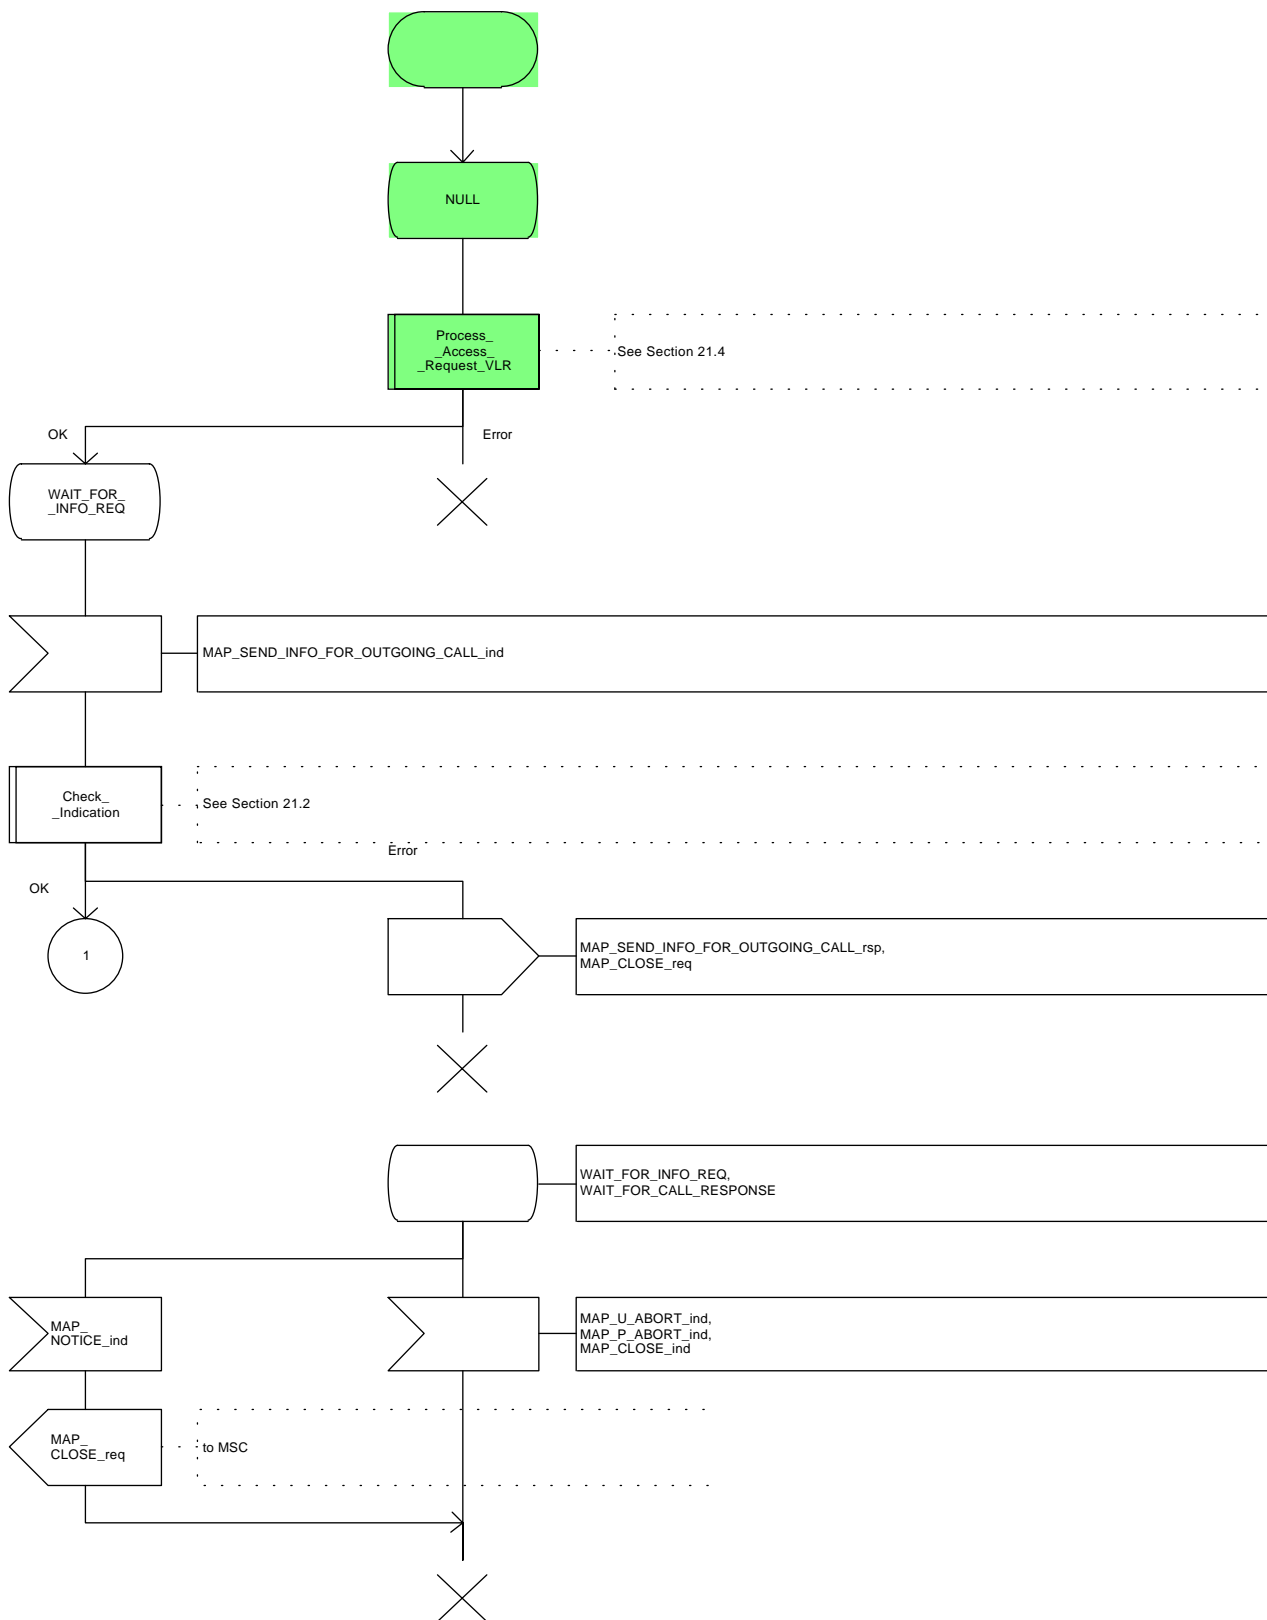 NULL
Process_
_Access_
_Request_VLR
See Section 21.4
OK
Error
WAIT_FOR_
_INFO_REQ
MAP_SEND_INFO_FOR_OUTGOING_CALL_ind
Check_
_Indication
See Section 21.2
Error
OK
1
MAP_SEND_INFO_FOR_OUTGOING_CALL_rsp,
MAP_CLOSE_req
WAIT_FOR_INFO_REQ,
WAIT_FOR_CALL_RESPONSE
MAP_
NOTICE_ind
MAP_U_ABORT_ind,
MAP_P_ABORT_ind,
MAP_CLOSE_ind
MAP_
CLOSE_req
to MSC